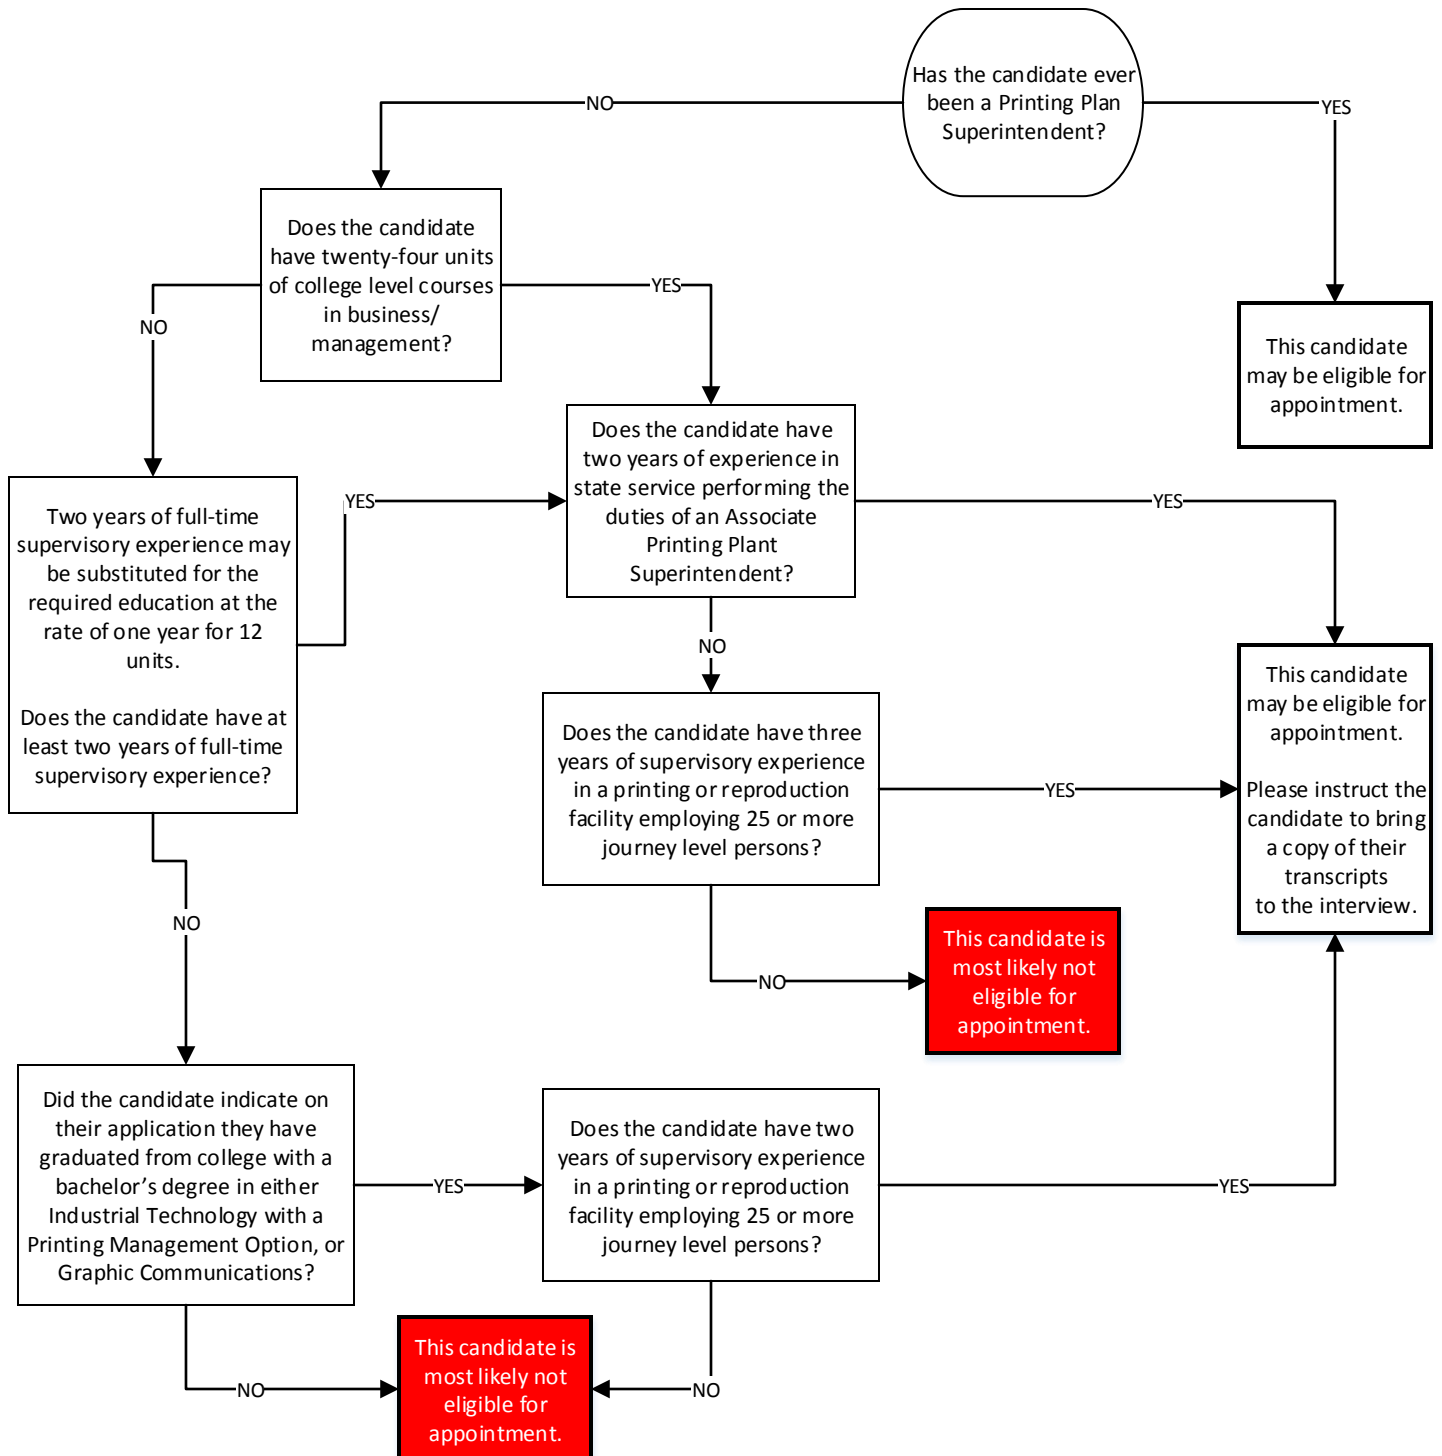 Has the candidate ever
been a Printing Plan
Superintendent?
NO
YES
Does the candidate
have twenty-four units
of college level courses
in business/
management?
NO
YES
This candidate
may be eligible for
appointment.
Does the candidate have
two years of experience in
state service performing the
duties of an Associate
Printing Plant
Superintendent?
YES
YES
NO
Two years of full-time
supervisory experience may
be substituted for the
required education at the
rate of one year for 12
units.
Does the candidate have at
least two years of full-time
supervisory experience?
NO
Does the candidate have three
years of supervisory experience
in a printing or reproduction
facility employing 25 or more
journey level persons?
YES
NO
This candidate
may be eligible for
appointment.
Please instruct the
candidate to bring
a copy of their
transcripts
to the interview.
This candidate is
most likely not
eligible for
appointment.
Did the candidate indicate on
their application they have
graduated from college with a
bachelor's degree in either
Industrial Technology with a
Printing Management Option, or
Graphic Communications?
YES
NO
Does the candidate have two
years of supervisory experience
in a printing or reproduction
facility employing 25 or more
journey level persons?
YES
NO
This candidate is
most likely not
eligible for
appointment.